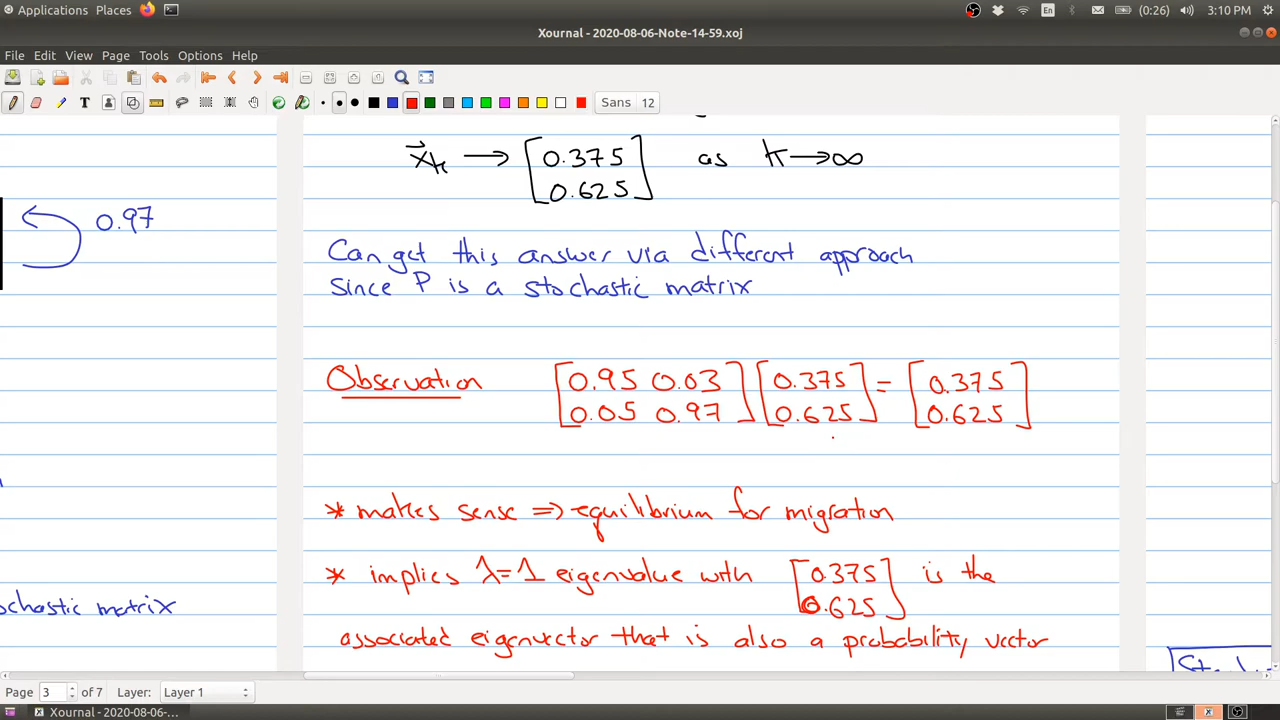 Applications Places En (0:26) 3:10 PM
Xournal - 2020-08-06-Note-14-59.xoj
File Edit View Page Tools Options Help
T Sans 12
x⃗k → [0.375 as k→∞
0.625]
0.97
Can get this answer via different approach
since P is a stochastic matrix
Observation [0.95 0.03 [0.375 = [0.375
0.05 0.97] 0.625] 0.625]
* makes sense ⇒ equilibrium for migration
* implies λ=1 eigenvalue with [0.375 is the
0.625]
ochastic matrix
associated eigenvector that is also a probability vector
Page 3 of 7 Layer: Layer 1
Xournal - 2020-08-06-...